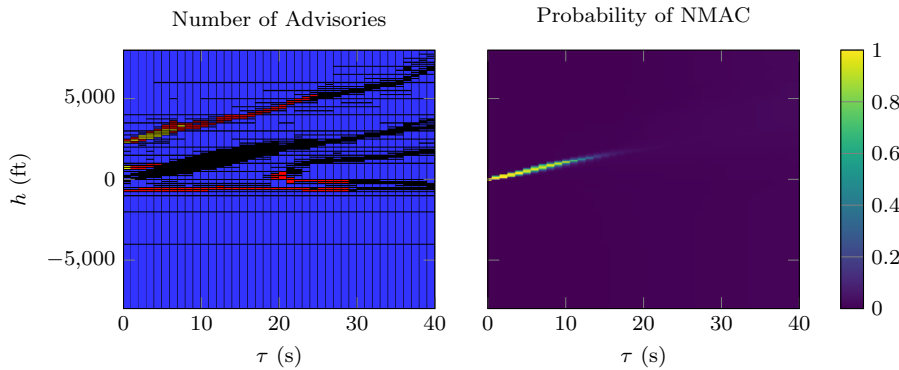 Number of Advisories
Probability of NMAC
5,000
0
−5,000
h (ft)
0 10 20 30 40
τ (s)
0 10 20 30 40
τ (s)
1
0.8
0.6
0.4
0.2
0